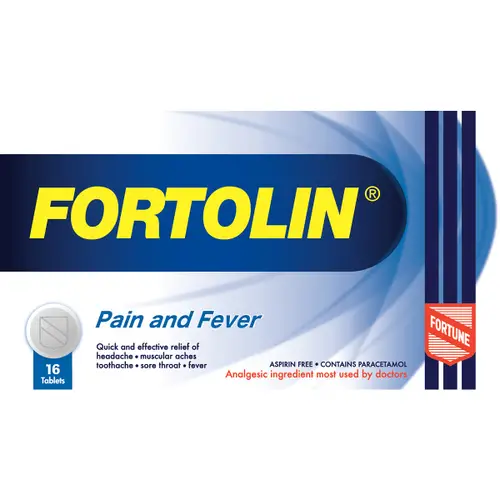 FORTOLIN®
Pain and Fever
Quick and effective relief of
headache • muscular aches
toothache • sore throat • fever
16
Tablets
ASPIRIN FREE • CONTAINS PARACETAMOL
Analgesic ingredient most used by doctors
FORTUNE